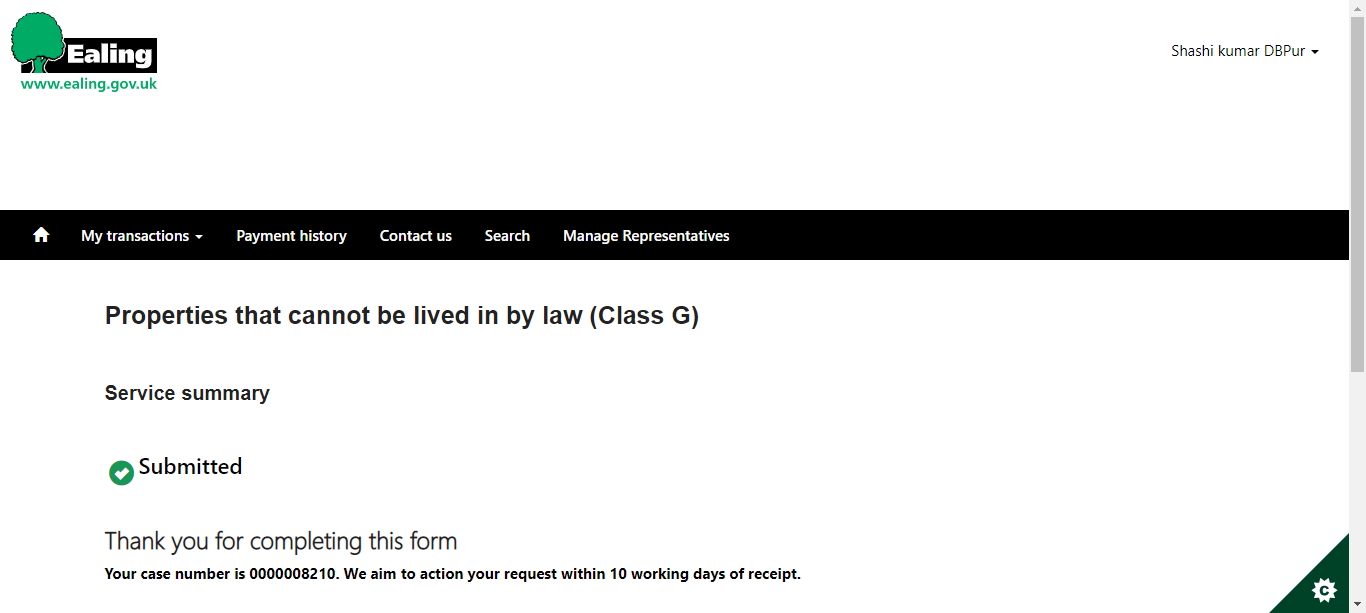 Ealing
www.ealing.gov.uk
Shashi kumar DBPur
My transactions Payment history Contact us Search Manage Representatives
Properties that cannot be lived in by law (Class G)
Service summary
Submitted
Thank you for completing this form
Your case number is 0000008210. We aim to action your request within 10 working days of receipt.
C